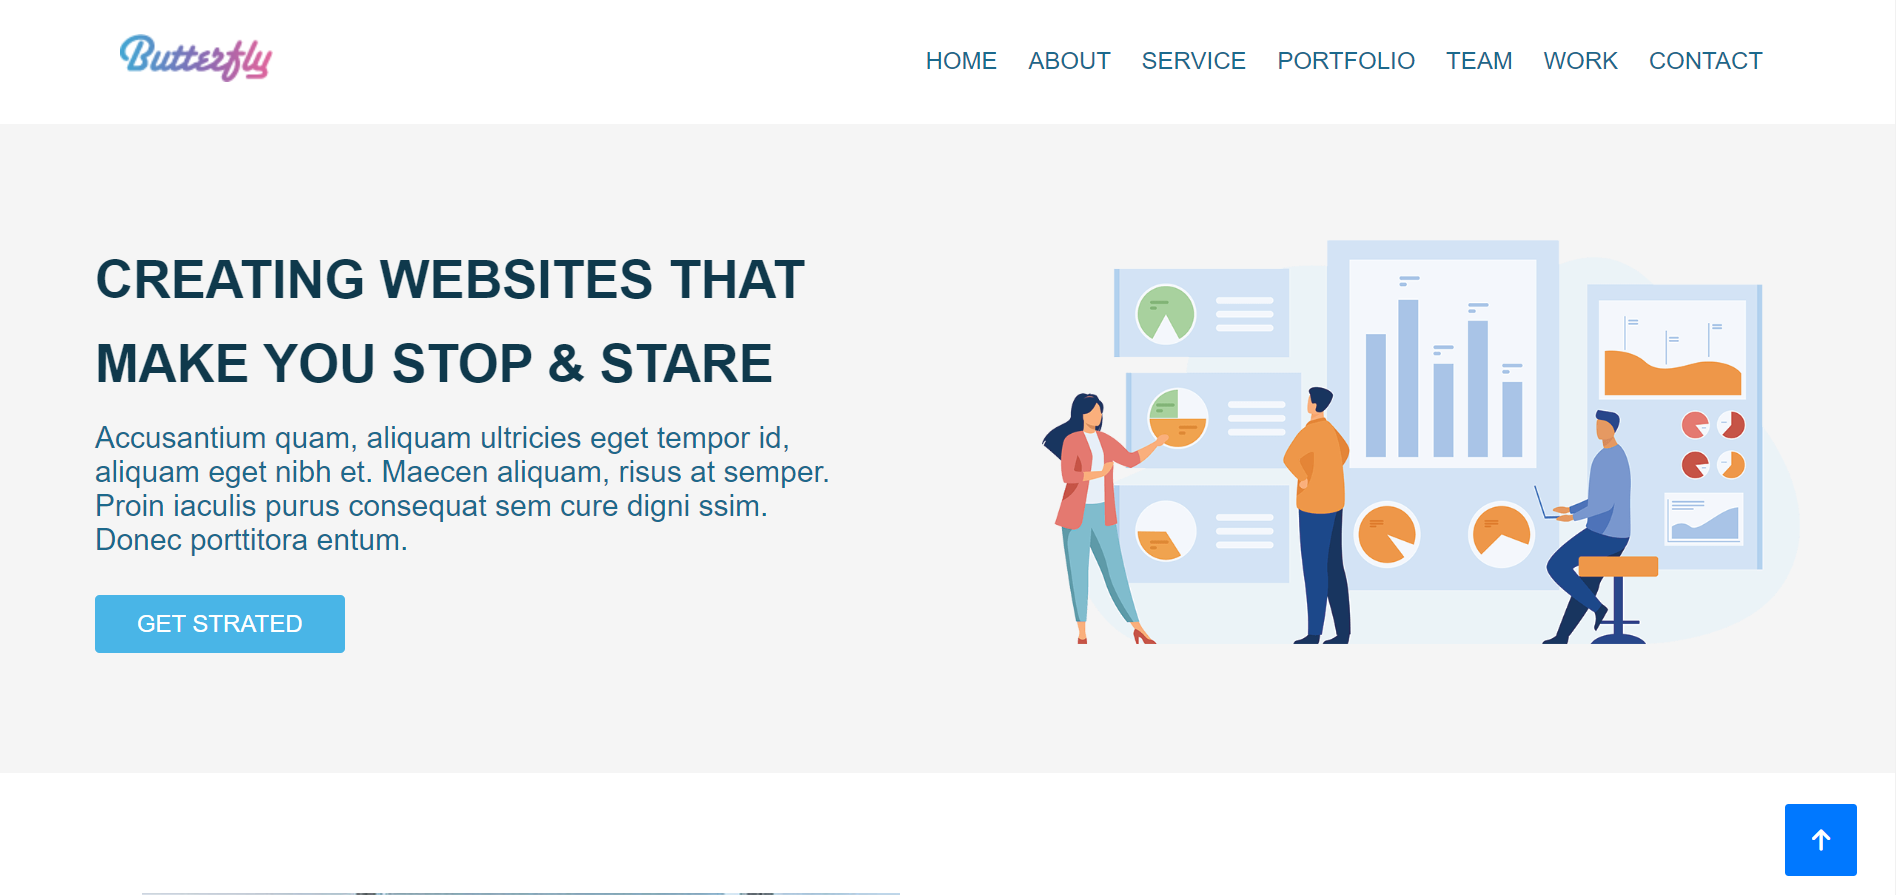 Butterfly
HOME ABOUT SERVICE PORTFOLIO TEAM WORK CONTACT
CREATING WEBSITES THAT
MAKE YOU STOP & STARE
Accusantium quam, aliquam ultricies eget tempor id,
aliquam eget nibh et. Maecen aliquam, risus at semper.
Proin iaculis purus consequat sem cure digni ssim.
Donec porttitora entum.
GET STRATED